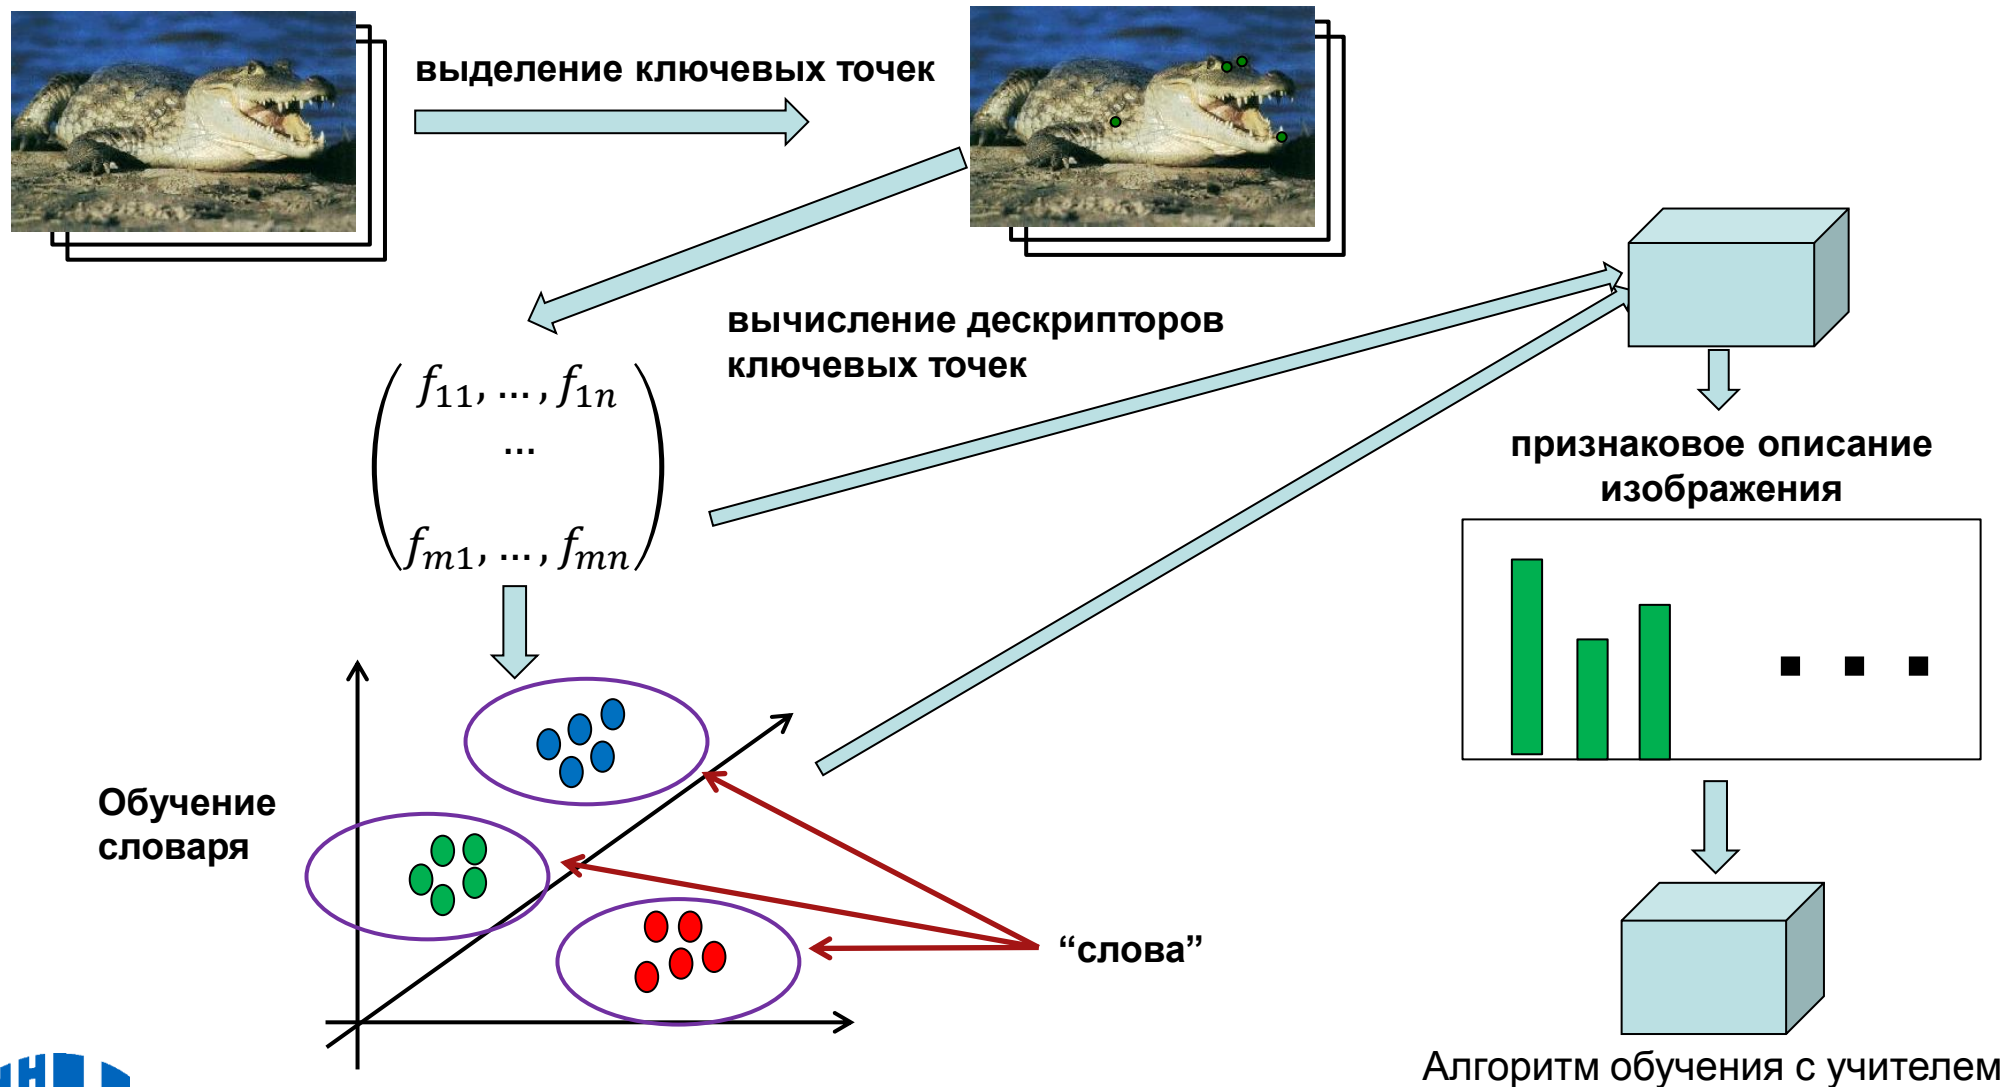 выделение ключевых точек
вычисление дескрипторов
ключевых точек
f₁₁, … , f₁ₙ
…
fₘ₁, … , fₘₙ
признаковое описание
изображения
Обучение
словаря
“слова”
Алгоритм обучения с учителем